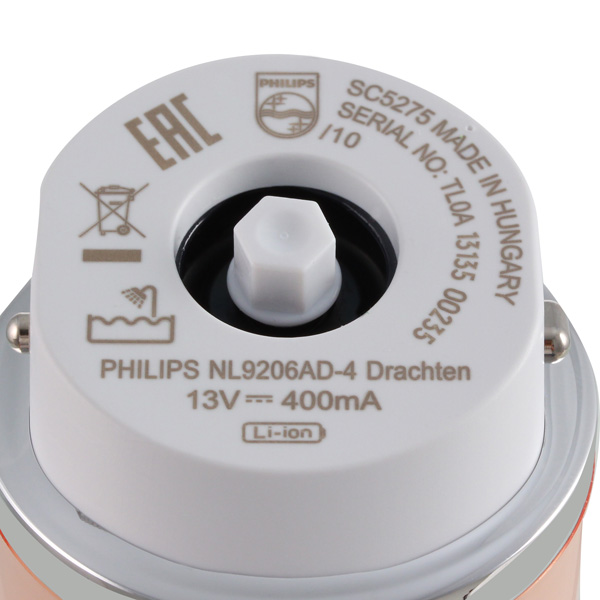 PHILIPS
/10
EAC
SC5275 MADE IN HUNGARY
SERIAL NO: TL0A 13135 00235
PHILIPS NL9206AD-4 Drachten
13V 400mA
Li-ion